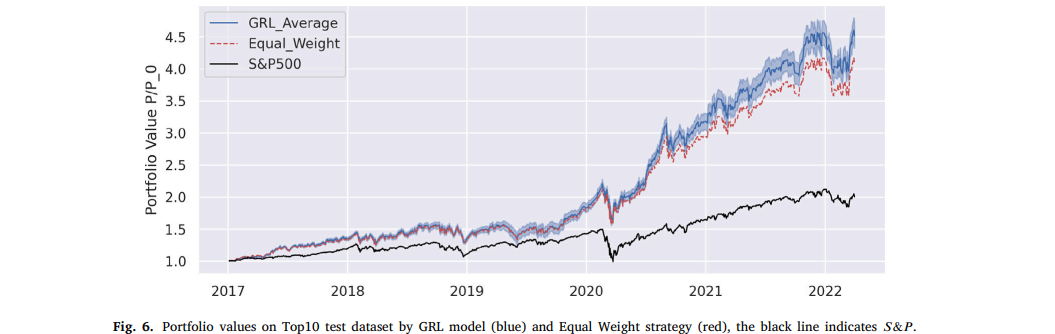 GRL_Average
Equal_Weight
S&P500
Portfolio Value P/P_0
4.5
4.0
3.5
3.0
2.5
2.0
1.5
1.0
2017 2018 2019 2020 2021 2022
Fig. 6. Portfolio values on Top10 test dataset by GRL model (blue) and Equal Weight strategy (red), the black line indicates S&P.